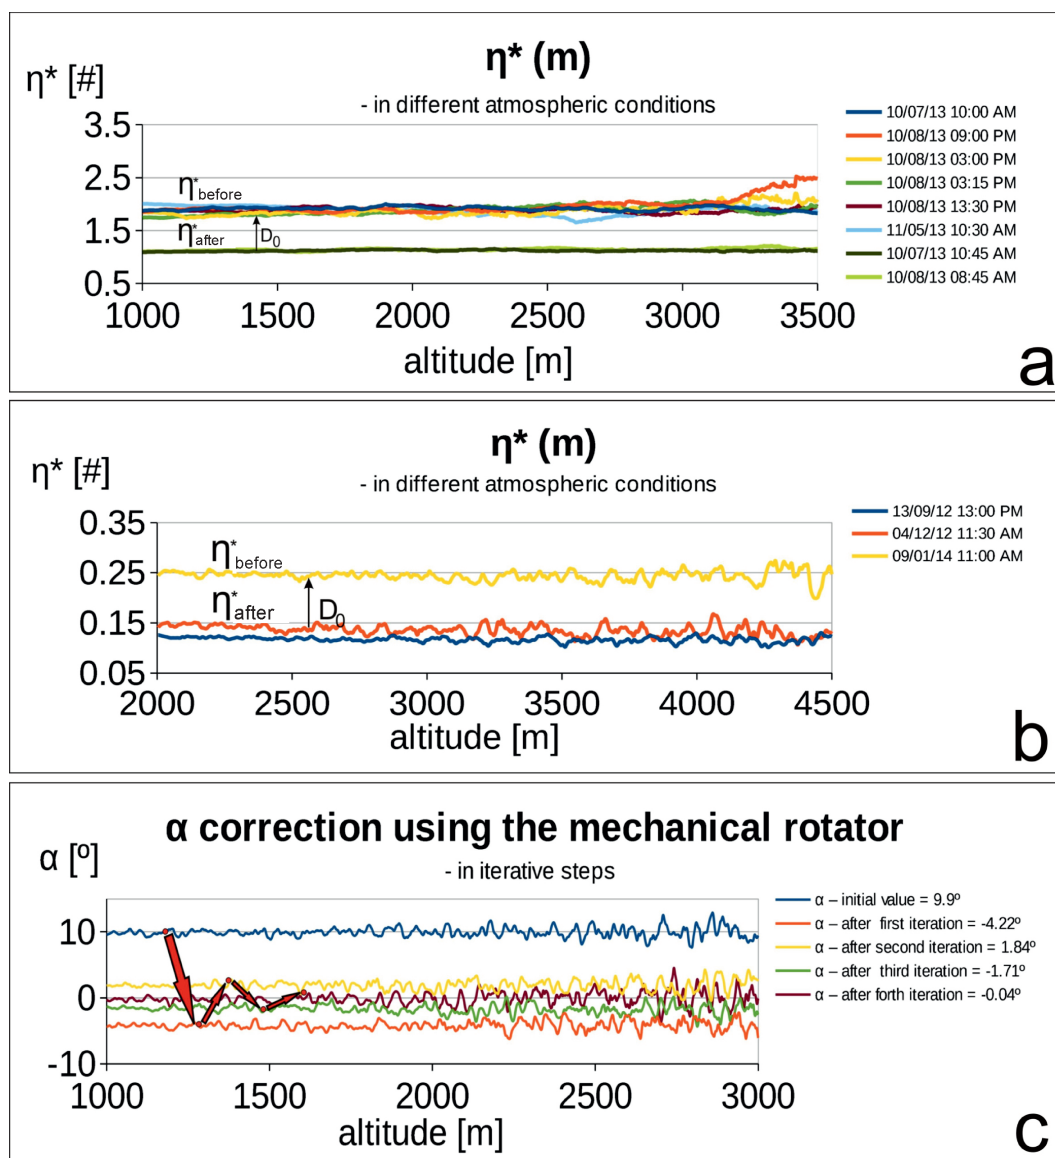 η* (m)
η* [#]
- in different atmospheric conditions
3.5
2.5
1.5
0.5
η*before
η*after
D0
1000 1500 2000 2500 3000 3500
altitude [m]
10/07/13 10:00 AM
10/08/13 09:00 PM
10/08/13 03:00 PM
10/08/13 03:15 PM
10/08/13 13:30 PM
11/05/13 10:30 AM
10/07/13 10:45 AM
10/08/13 08:45 AM
a
η* (m)
η* [#]
- in different atmospheric conditions
0.35
0.25
0.15
0.05
η*before
η*after
D0
2000 2500 3000 3500 4000 4500
altitude [m]
13/09/12 13:00 PM
04/12/12 11:30 AM
09/01/14 11:00 AM
b
α correction using the mechanical rotator
α [º]
- in iterative steps
10
0
-10
1000 1500 2000 2500 3000
altitude [m]
α – initial value = 9.9º
α – after first iteration = -4.22º
α – after second iteration = 1.84º
α – after third iteration = -1.71º
α – after forth iteration = -0.04º
c